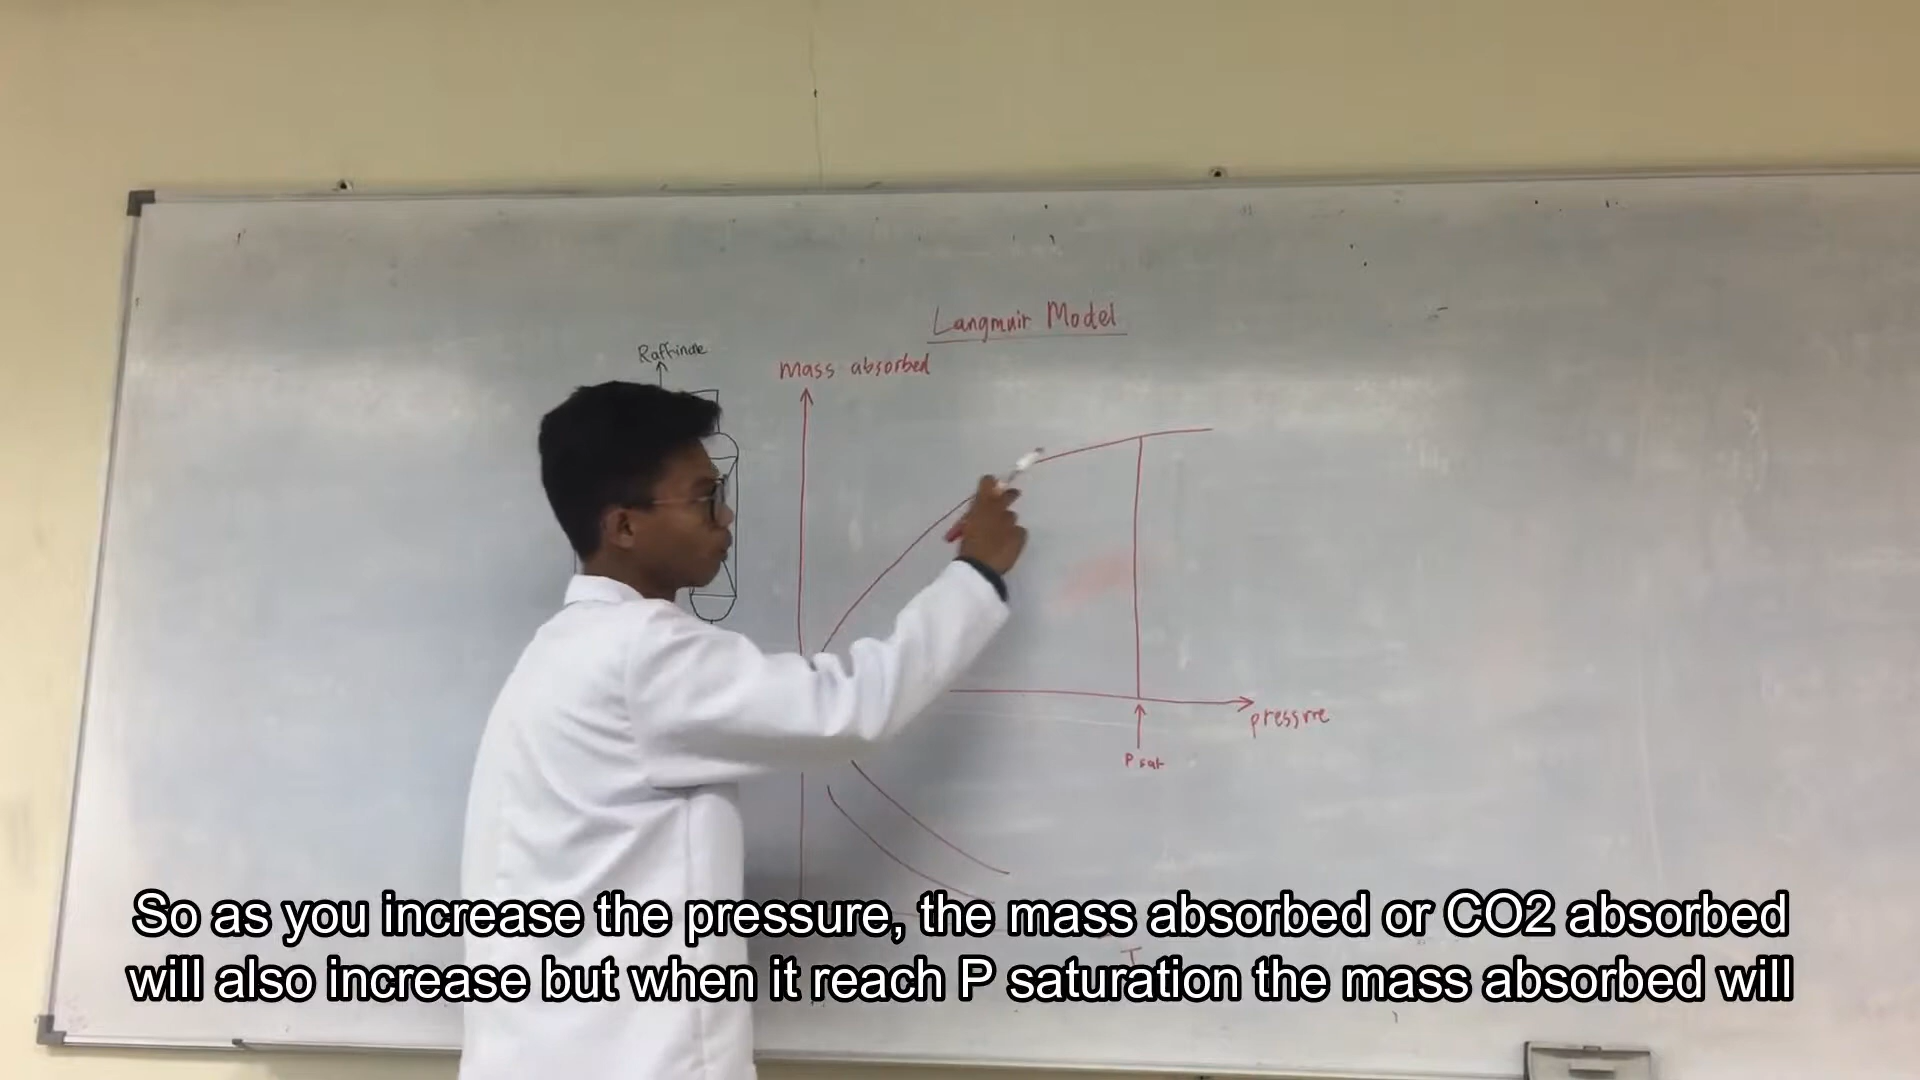 Langmuir Model
Raffinate
mass absorbed
pressure
P sat
T
So as you increase the pressure, the mass absorbed or CO2 absorbed
will also increase but when it reach P saturation the mass absorbed will